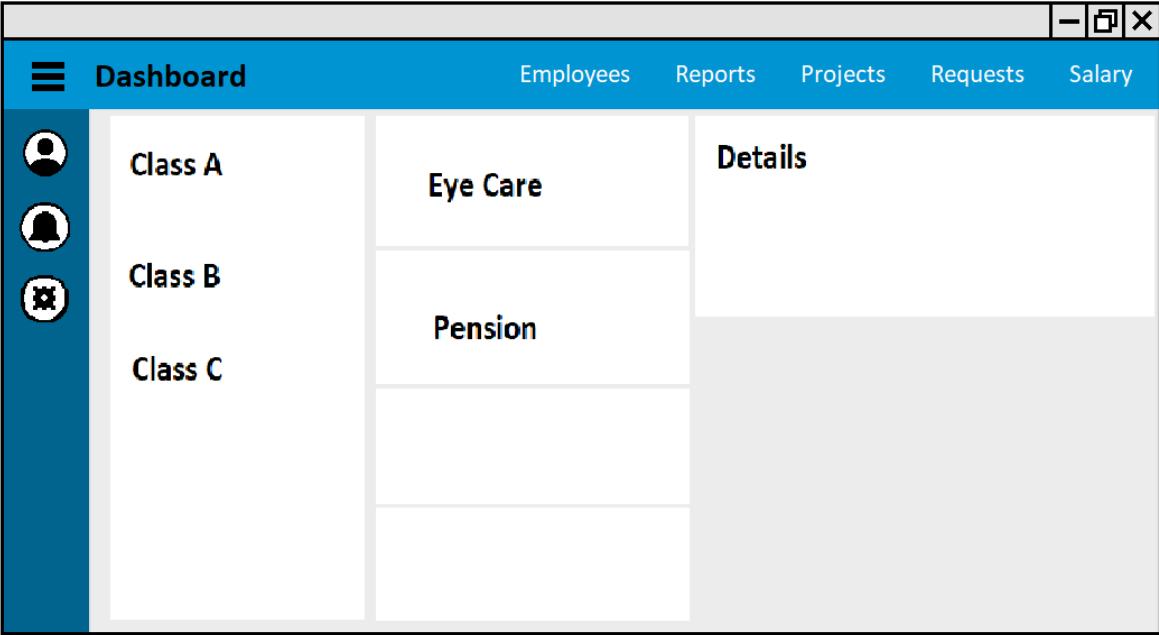 Dashboard
Employees Reports Projects Requests Salary
Class A
Class B
Class C
Eye Care
Pension
Details